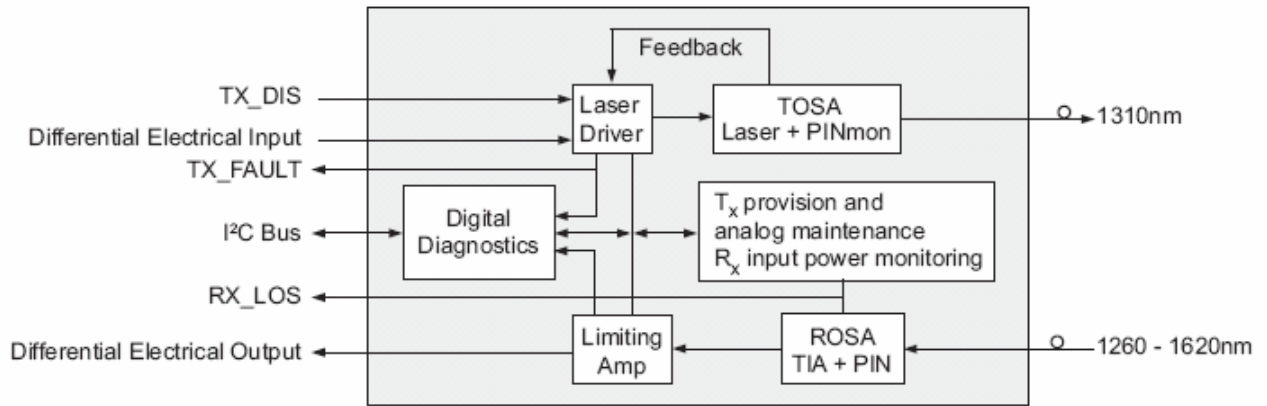 Feedback
TX_DIS
Laser
Driver
TOSA
Laser + PINmon
1310nm
Differential Electrical Input
TX_FAULT
I²C Bus
Digital
Diagnostics
Tx provision and
analog maintenance
Rx input power monitoring
RX_LOS
Differential Electrical Output
Limiting
Amp
ROSA
TIA + PIN
1260 - 1620nm